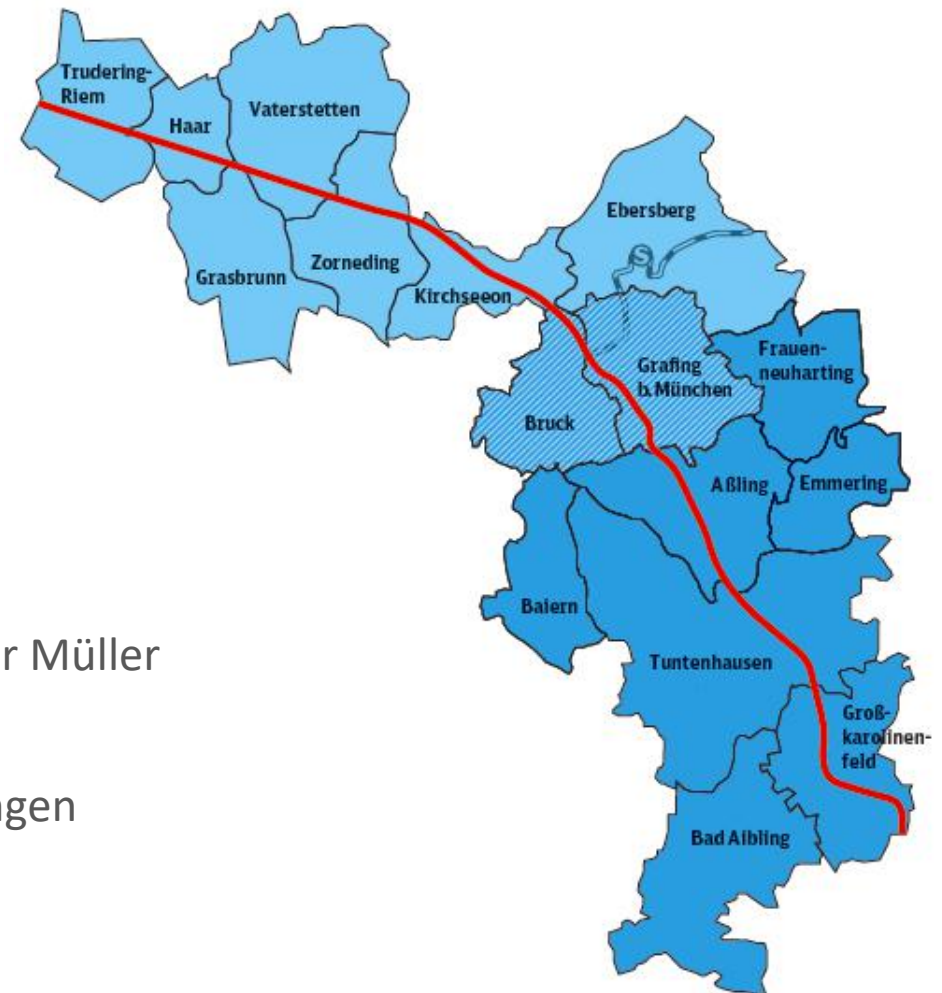 Trudering-
Riem
Haar
Vaterstetten
Ebersberg
S
Grasbrunn
Zorneding
Kirchseeon
Frauen-
neuharting
Grafing
b. München
Bruck
Aßling
Emmering
Baiern
r Müller
Tuntenhausen
Groß-
karolinen-
feld
ngen
Bad Aibling